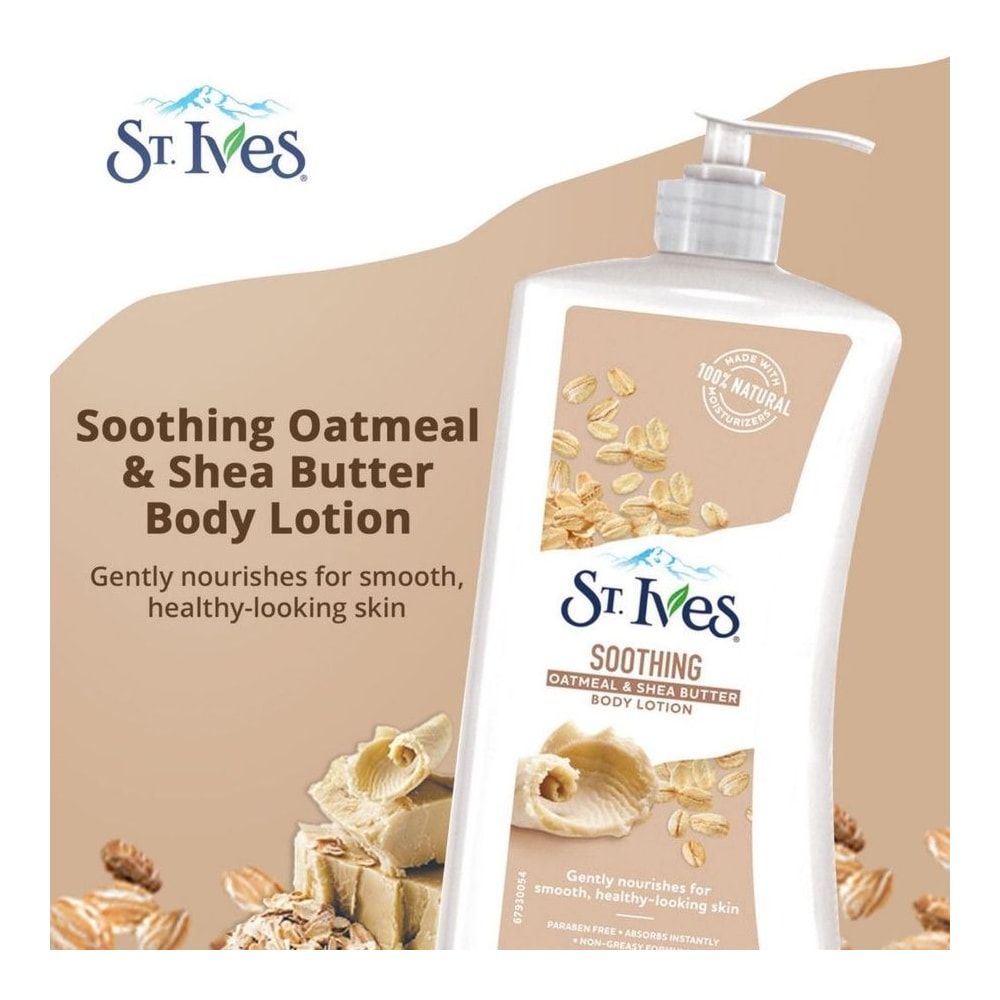 ST. Ives
Soothing Oatmeal
& Shea Butter
Body Lotion
Gently nourishes for smooth,
healthy-looking skin
MADE WITH
100% NATURAL
MOISTURIZERS
ST. Ives
SOOTHING
OATMEAL & SHEA BUTTER
BODY LOTION
Gently nourishes for
smooth, healthy-looking skin
PARABEN FREE • ABSORBS INSTANTLY
• NON-GREASY
67930054